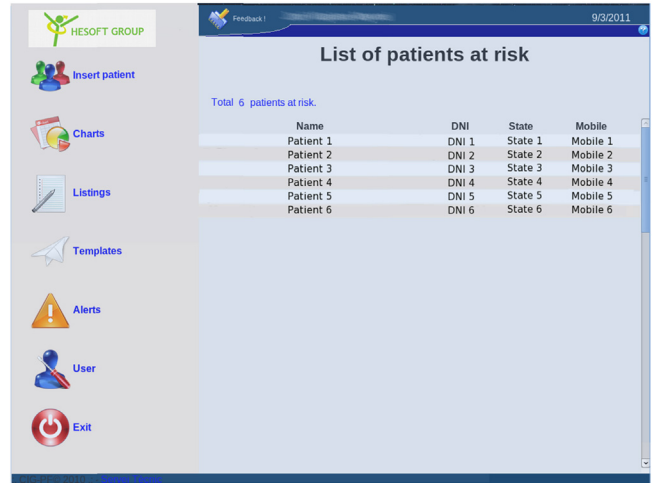 HESOFT GROUP
Feedback !
9/3/2011
Insert patient
Charts
Listings
Templates
Alerts
User
Exit
List of patients at risk
Total 6 patients at risk.
Name DNI State Mobile
Patient 1 DNI 1 State 1 Mobile 1
Patient 2 DNI 2 State 2 Mobile 2
Patient 3 DNI 3 State 3 Mobile 3
Patient 4 DNI 4 State 4 Mobile 4
Patient 5 DNI 5 State 5 Mobile 5
Patient 6 DNI 6 State 6 Mobile 6
2010